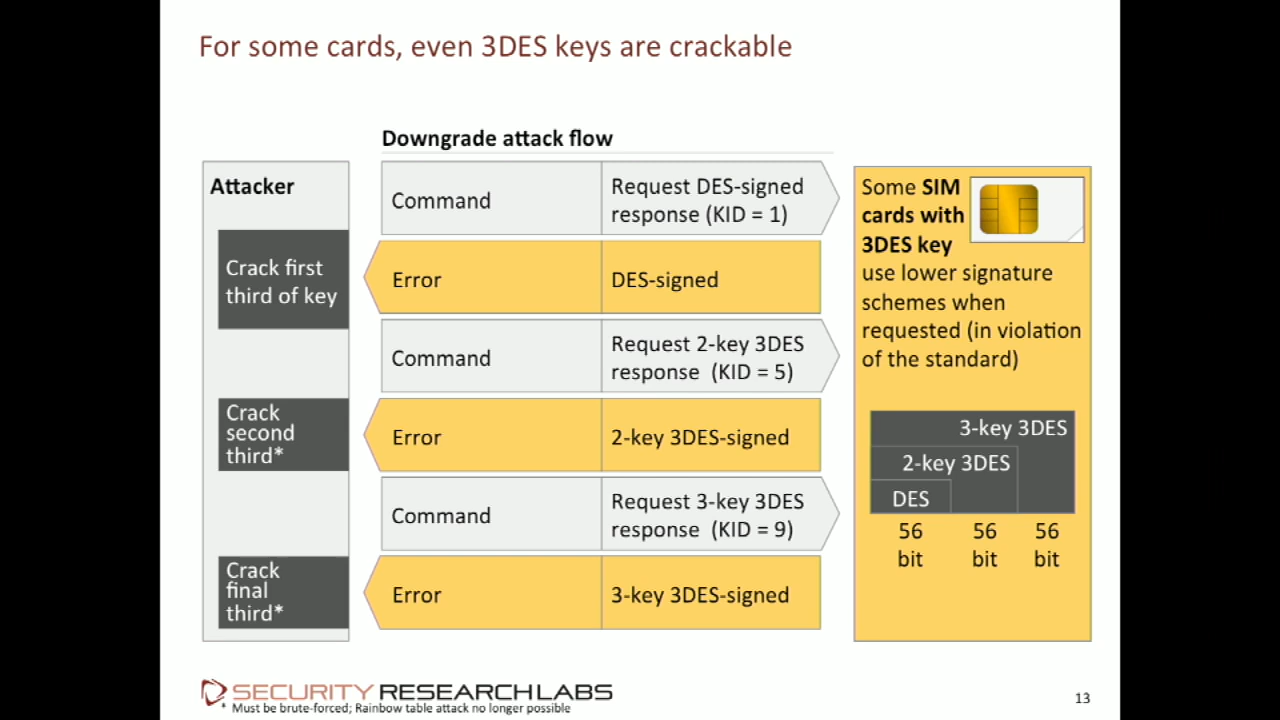 For some cards, even 3DES keys are crackable
Downgrade attack flow
Attacker
Command
Request DES-signed
response (KID = 1)
Crack first
third of key
Error
DES-signed
Command
Request 2-key 3DES
response  (KID = 5)
Crack
second
third*
Error
2-key 3DES-signed
Command
Request 3-key 3DES
response  (KID = 9)
Crack
final
third*
Error
3-key 3DES-signed
Some SIM
cards with
3DES key
use lower signature
schemes when
requested (in violation
of the standard)
3-key 3DES
2-key 3DES
DES
56 56 56
bit bit bit
SECURITY RESEARCH LABS
* Must be brute-forced; Rainbow table attack no longer possible
13